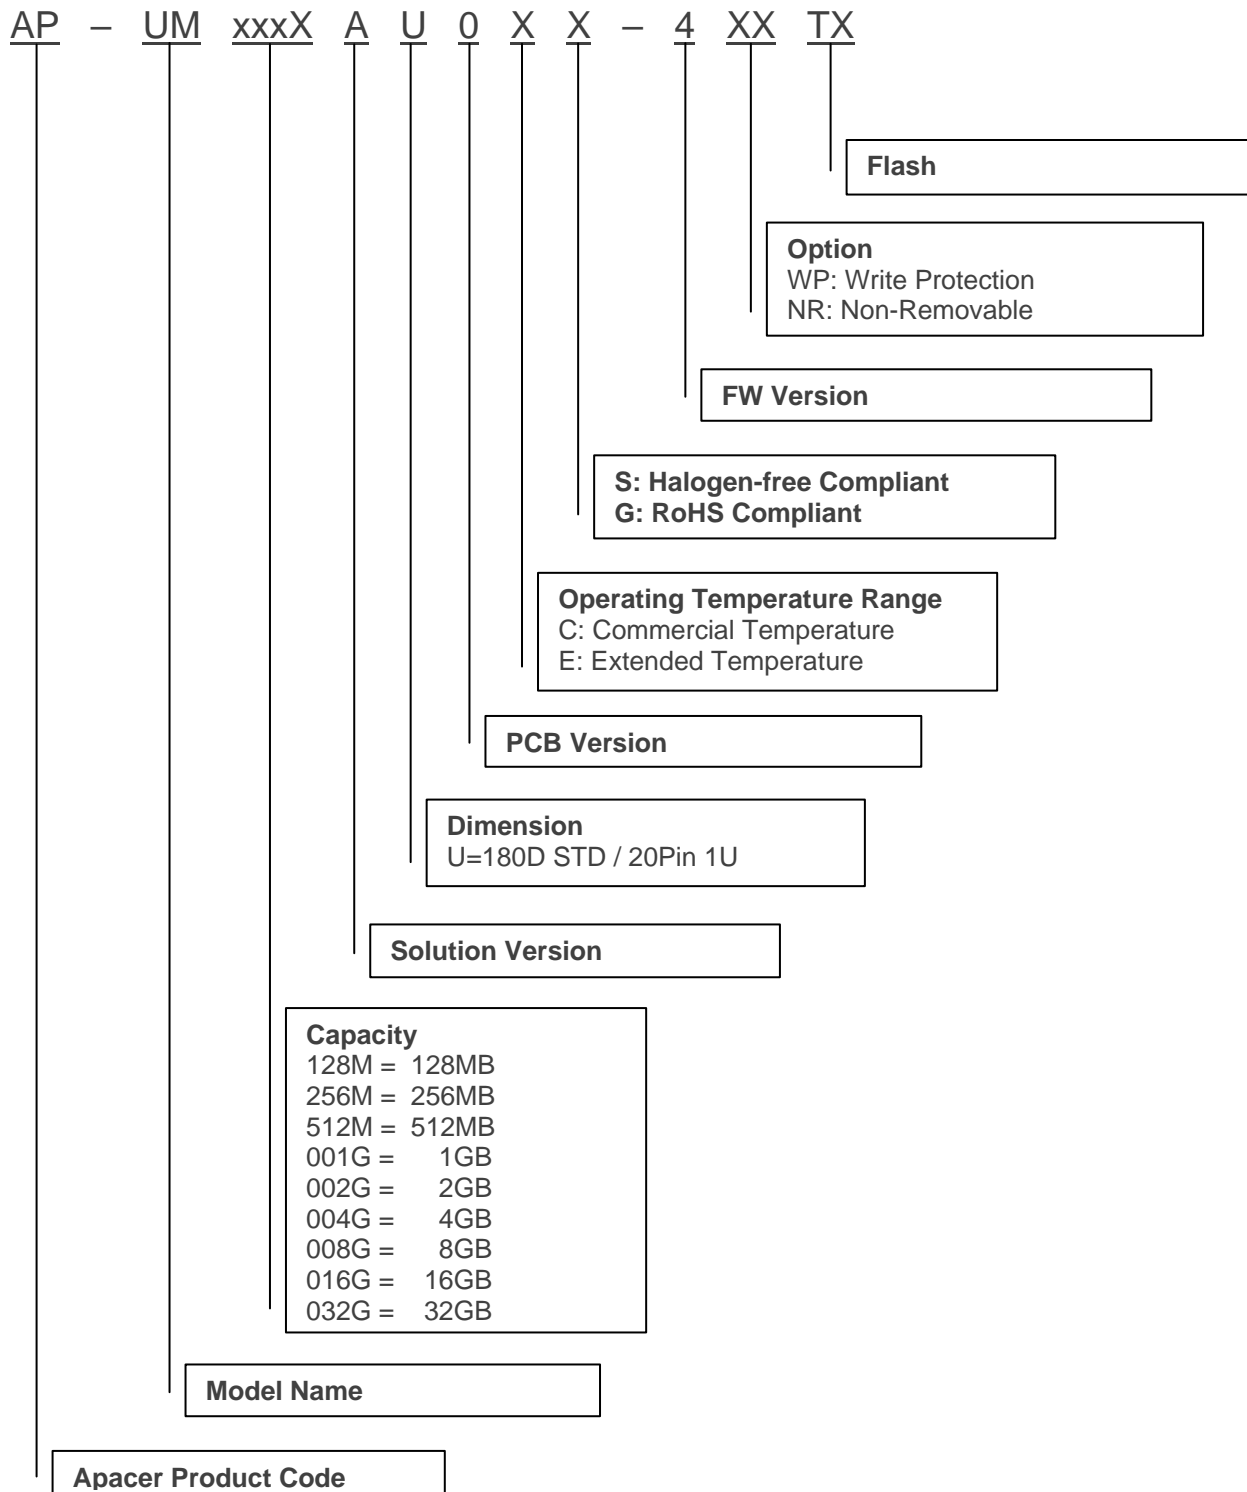 AP – UM xxxX A U 0 X X – 4 XX TX
Flash
Option
WP: Write Protection
NR: Non-Removable
FW Version
S: Halogen-free Compliant
G: RoHS Compliant
Operating Temperature Range
C: Commercial Temperature
E: Extended Temperature
PCB Version
Dimension
U=180D STD / 20Pin 1U
Solution Version
Capacity
128M = 128MB
256M = 256MB
512M = 512MB
001G = 1GB
002G = 2GB
004G = 4GB
008G = 8GB
016G = 16GB
032G = 32GB
Model Name
Apacer Product Code